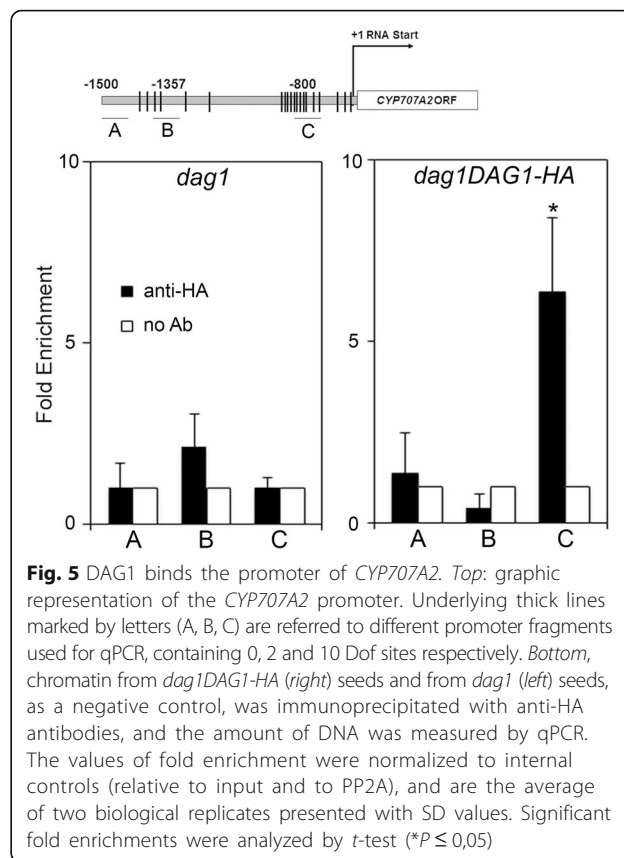 +1 RNA Start
-1500
-1357
-800
CYP707A2 ORF
A
B
C
10
dag1
10
dag1DAG1-HA
*
anti-HA
no Ab
5
5
Fold Enrichment
0
0
A
B
C
A
B
C
Fig. 5 DAG1 binds the promoter of CYP707A2. Top: graphic
representation of the CYP707A2 promoter. Underlying thick lines
marked by letters (A, B, C) are referred to different promoter fragments
used for qPCR, containing 0, 2 and 10 Dof sites respectively. Bottom,
chromatin from dag1DAG1-HA (right) seeds and from dag1 (left) seeds,
as a negative control, was immunoprecipitated with anti-HA
antibodies, and the amount of DNA was measured by qPCR.
The values of fold enrichment were normalized to internal
controls (relative to input and to PP2A), and are the average
of two biological replicates presented with SD values. Significant
fold enrichments were analyzed by t-test (*P ≤ 0,05)